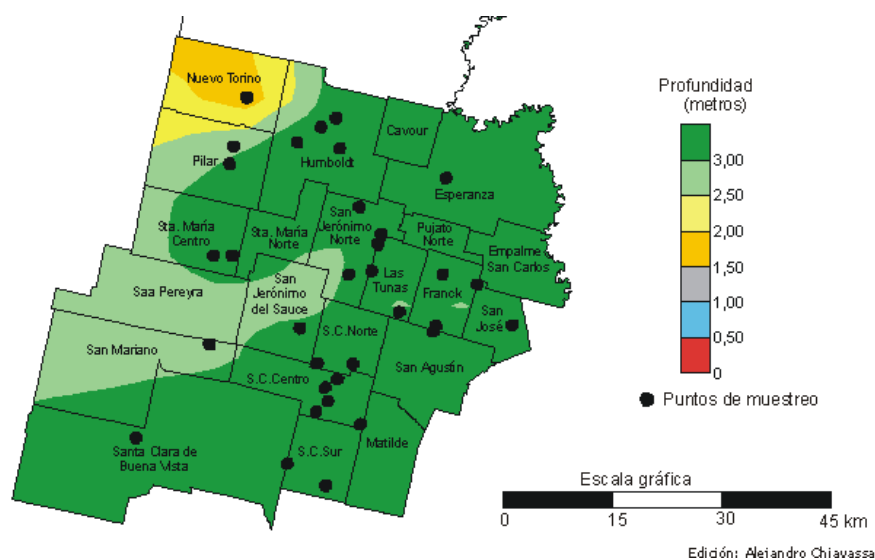 Nuevo Torino
Pilar
Humboldt
Cavour
Esperanza
Sta. María
Centro
Sta. María
Norte
San
Jerónimo
Norte
Pujato
Norte
Empalme
San Carlos
Las
Tunas
Franck
San
José
Saa Pereyra
San
Jerónimo
del Sauce
San Mariano
S.C.Norte
S.C.Centro
San Agustín
Santa Clara de
Buena Vista
S.C.Sur
Matilde
Profundidad
(metros)
3,00
2,50
2,00
1,50
1,00
0,50
0
Puntos de muestreo
Escala gráfica
0 15 30 45 km
Edición: Alejandro Chiavassa